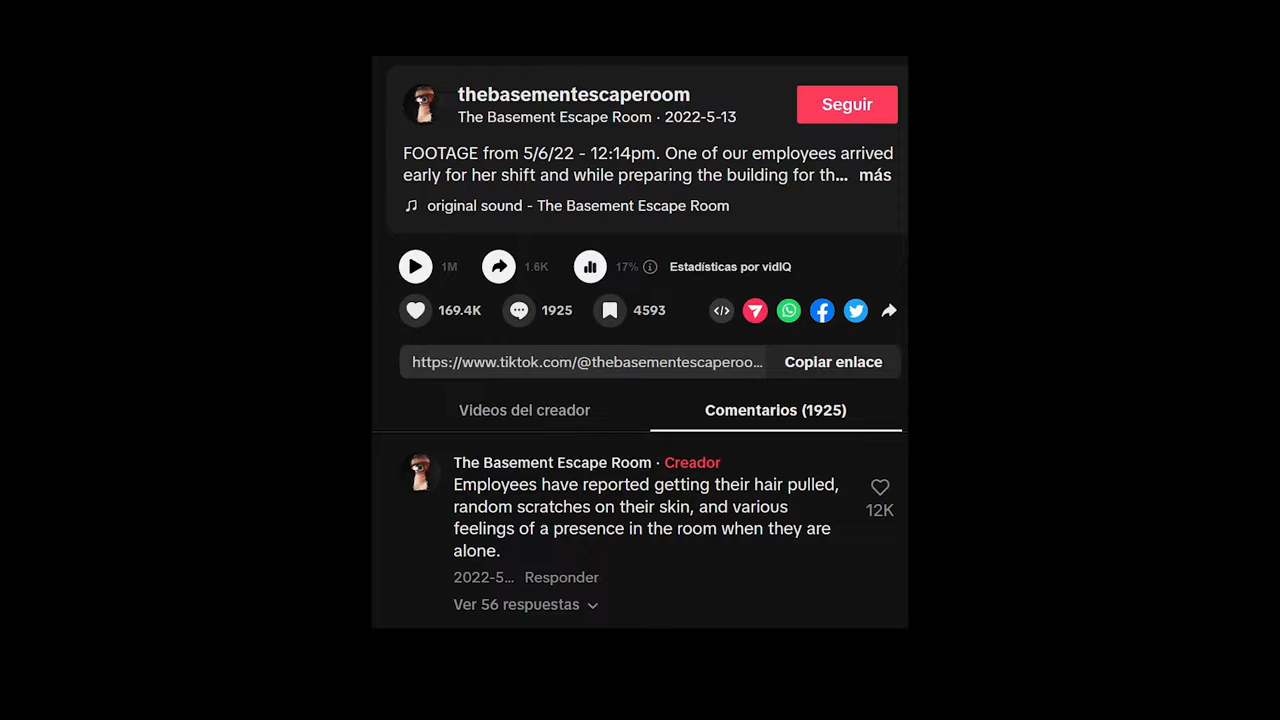 thebasementescaperoom
The Basement Escape Room · 2022-5-13
Seguir
FOOTAGE from 5/6/22 - 12:14pm. One of our employees arrived
early for her shift and while preparing the building for th... más
original sound - The Basement Escape Room
1M
1.6K
17%
Estadísticas por vidIQ
169.4K
1925
4593
https://www.tiktok.com/@thebasementescaperoo...
Copiar enlace
Videos del creador
Comentarios (1925)
The Basement Escape Room · Creador
Employees have reported getting their hair pulled,
random scratches on their skin, and various
feelings of a presence in the room when they are
alone.
12K
2022-5... Responder
Ver 56 respuestas